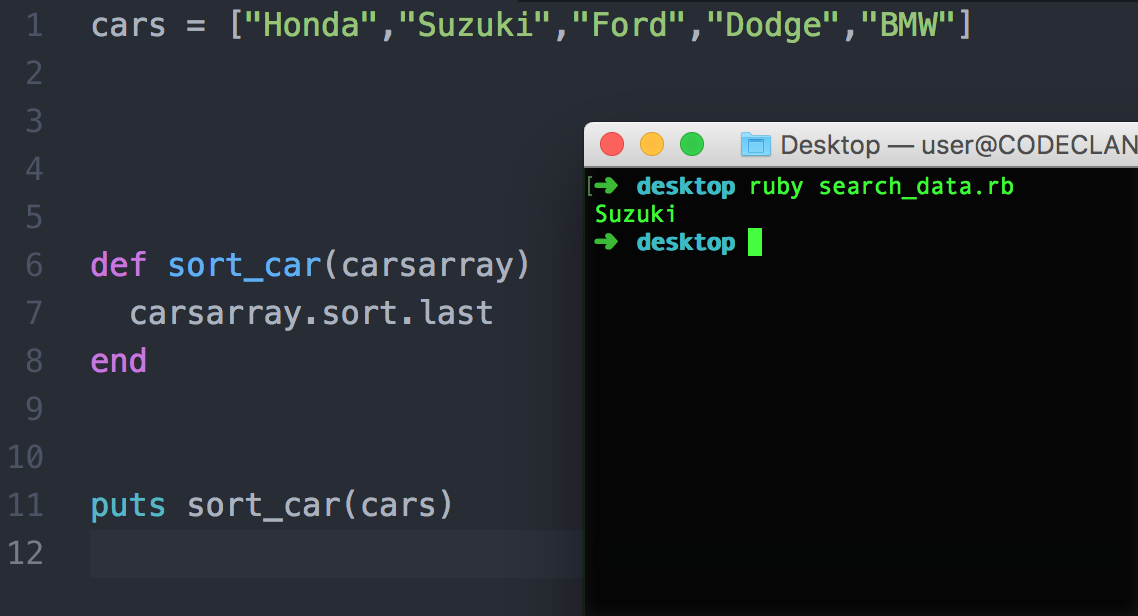 1 cars = ["Honda","Suzuki","Ford","Dodge","BMW"]
2
3
4
5
6 def sort_car(carsarray)
7 carsarray.sort.last
8 end
9
10
11 puts sort_car(cars)
12
Desktop — user@CODECLAN
[➜ desktop ruby search_data.rb
Suzuki
➜ desktop